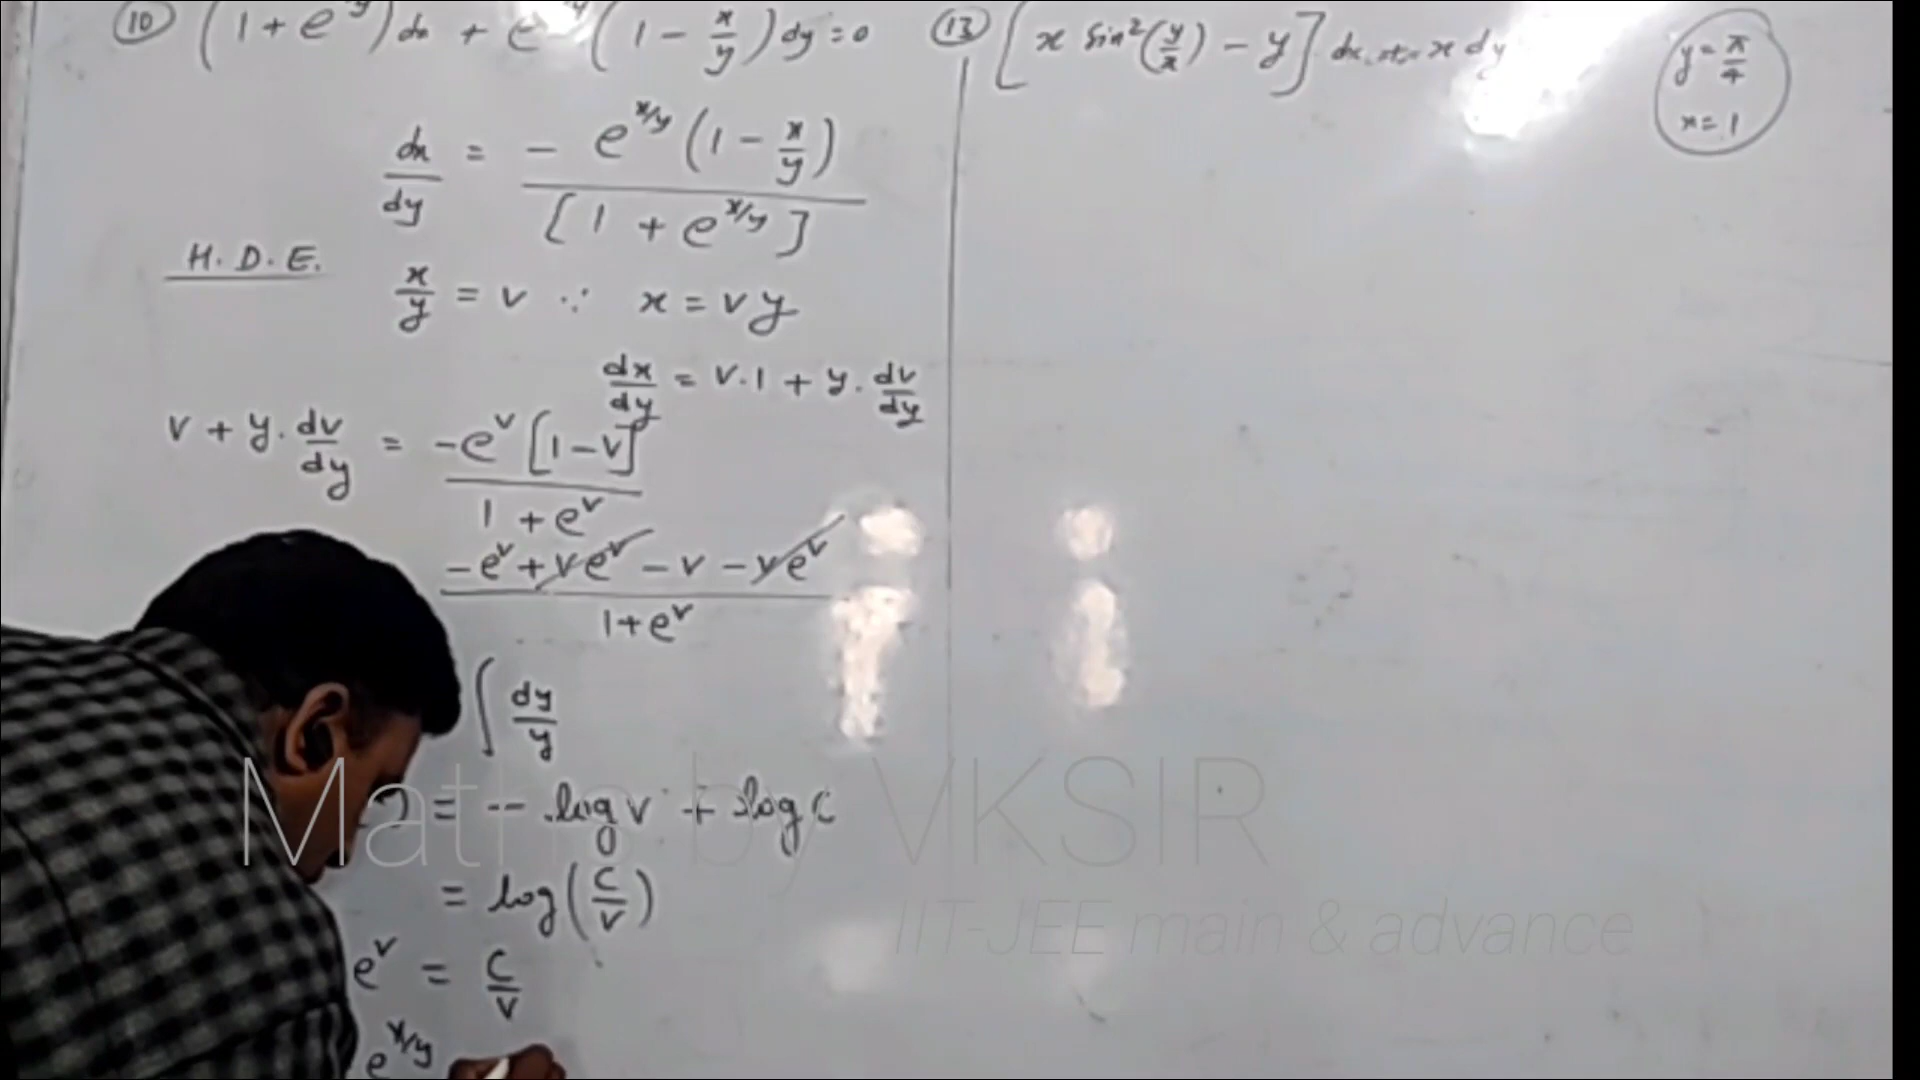 ⑩ (1 + e^y) dx + e (1 - x/y) dy = 0
dx/dy = - e^{x/y} (1 - x/y) / [1 + e^{x/y}]
H.D.E.
x/y = v ∵ x = vy
dx/dy = v.1 + y. dv/dy
v + y. dv/dy = -e^v [1-v] / 1 + e^v
-e^v + ve^v - v - ve^v / 1+e^v
∫ dy/y
= - log v + log c
= log (c/v)
e^v = c/v
e^{x/y}
⑬ [x sin²(y/x) - y] dx x dy
y = π/4
x = 1
Maths by VKSIR
IIT-JEE main & advance